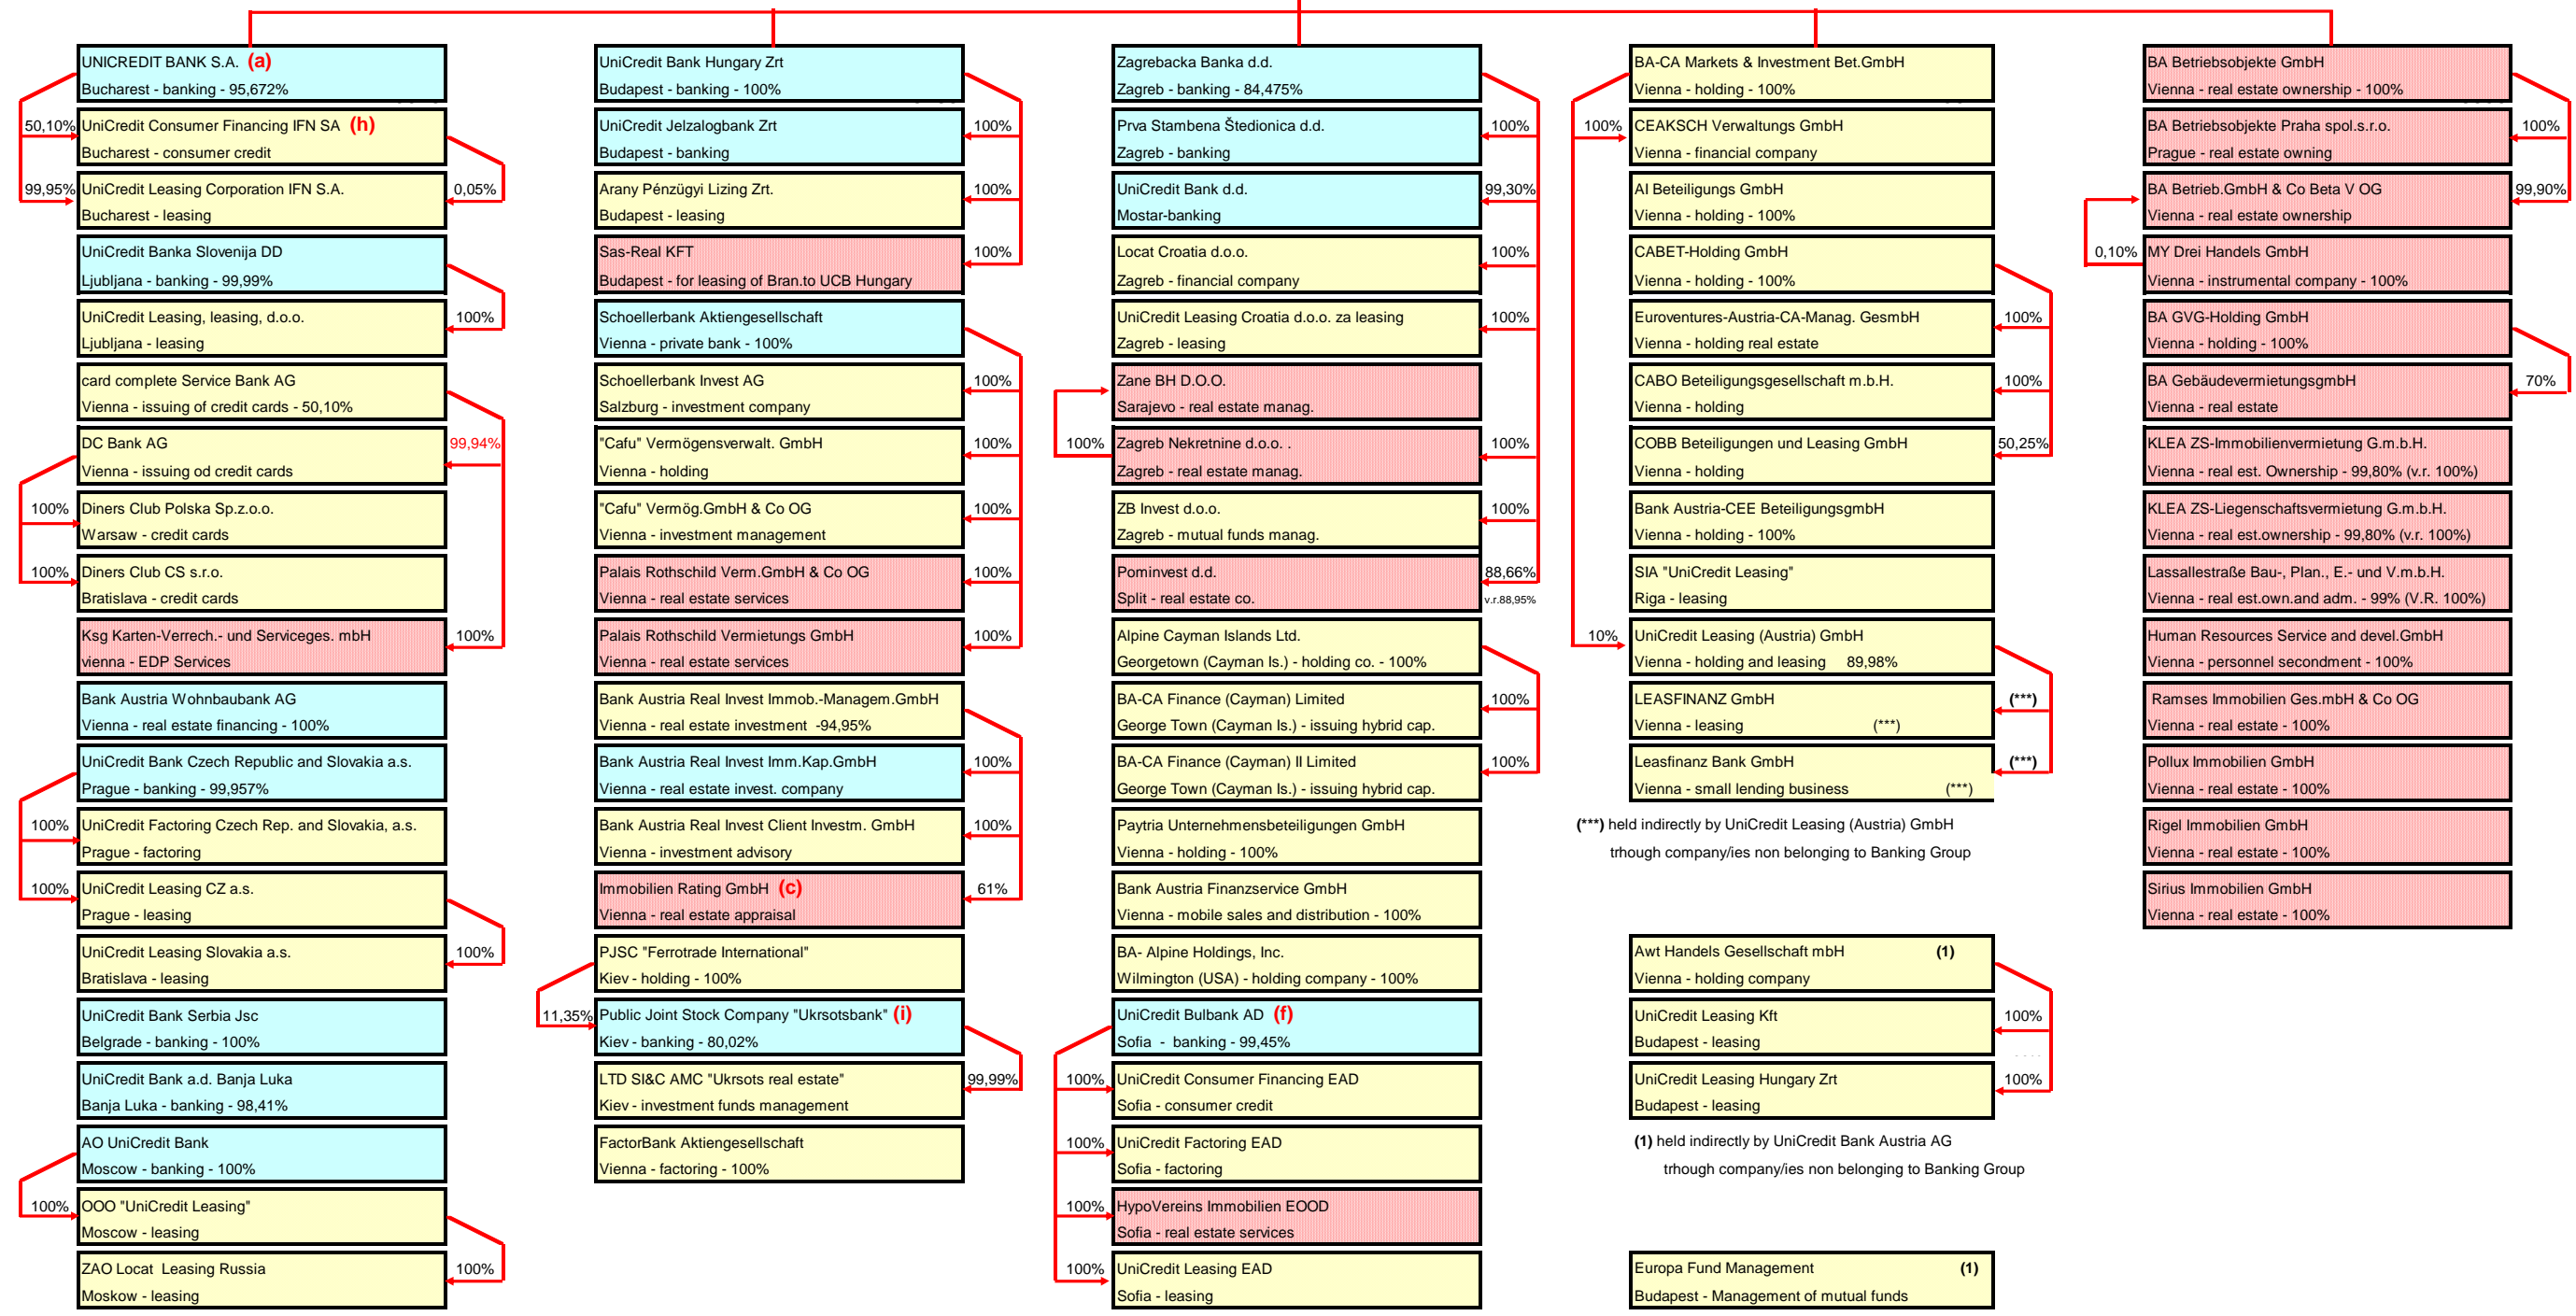 UNICREDIT BANK S.A. (a)
Bucharest - banking - 95,672%
50,10%
UniCredit Consumer Financing IFN SA (h)
Bucharest - consumer credit
99,95%
UniCredit Leasing Corporation IFN S.A.
0,05%
Bucharest - leasing
UniCredit Banka Slovenija DD
Ljubljana - banking - 99,99%
UniCredit Leasing, leasing, d.o.o.
100%
Ljubljana - leasing
card complete Service Bank AG
Vienna - issuing of credit cards - 50,10%
DC Bank AG
99,94%
Vienna - issuing od credit cards
100%
Diners Club Polska Sp.z.o.o.
Warsaw - credit cards
100%
Diners Club CS s.r.o.
Bratislava - credit cards
Ksg Karten-Verrech.- und Serviceges. mbH
100%
vienna - EDP Services
Bank Austria Wohnbaubank AG
Vienna - real estate financing - 100%
UniCredit Bank Czech Republic and Slovakia a.s.
Prague - banking - 99,957%
100%
UniCredit Factoring Czech Rep. and Slovakia, a.s.
Prague - factoring
100%
UniCredit Leasing CZ a.s.
Prague - leasing
UniCredit Leasing Slovakia a.s.
100%
Bratislava - leasing
UniCredit Bank Serbia Jsc
Belgrade - banking - 100%
UniCredit Bank a.d. Banja Luka
Banja Luka - banking - 98,41%
AO UniCredit Bank
Moscow - banking - 100%
100%
OOO "UniCredit Leasing"
Moscow - leasing
ZAO Locat Leasing Russia
100%
Moskow - leasing
UniCredit Bank Hungary Zrt
Budapest - banking - 100%
UniCredit Jelzalogbank Zrt
100%
Budapest - banking
Arany Pénzügyi Lizing Zrt.
100%
Budapest - leasing
Sas-Real KFT
100%
Budapest - for leasing of Bran.to UCB Hungary
Schoellerbank Aktiengesellschaft
Vienna - private bank - 100%
Schoellerbank Invest AG
100%
Salzburg - investment company
"Cafu" Vermögensverwalt. GmbH
100%
Vienna - holding
"Cafu" Vermög.GmbH & Co OG
100%
Vienna - investment management
Palais Rothschild Verm.GmbH & Co OG
100%
Vienna - real estate services
Palais Rothschild Vermietungs GmbH
100%
Vienna - real estate services
Bank Austria Real Invest Immob.-Managem.GmbH
Vienna - real estate investment -94,95%
Bank Austria Real Invest Imm.Kap.GmbH
100%
Vienna - real estate invest. company
Bank Austria Real Invest Client Investm. GmbH
100%
Vienna - investment advisory
Immobilien Rating GmbH (c)
61%
Vienna - real estate appraisal
PJSC "Ferrotrade International"
Kiev - holding - 100%
11,35%
Public Joint Stock Company "Ukrsotsbank" (i)
Kiev - banking - 80,02%
LTD SI&C AMC "Ukrsots real estate"
99,99%
Kiev - investment funds management
FactorBank Aktiengesellschaft
Vienna - factoring - 100%
Zagrebacka Banka d.d.
Zagreb - banking - 84,475%
Prva Stambena Štedionica d.d.
100%
Zagreb - banking
UniCredit Bank d.d.
99,30%
Mostar-banking
Locat Croatia d.o.o.
100%
Zagreb - financial company
UniCredit Leasing Croatia d.o.o. za leasing
100%
Zagreb - leasing
Zane BH D.O.O.
Sarajevo - real estate manag.
100%
Zagreb Nekretnine d.o.o. .
100%
Zagreb - real estate manag.
ZB Invest d.o.o.
100%
Zagreb - mutual funds manag.
Pominvest d.d.
88,66%
Split - real estate co.
v.r.88,95%
Alpine Cayman Islands Ltd.
Georgetown (Cayman Is.) - holding co. - 100%
BA-CA Finance (Cayman) Limited
100%
George Town (Cayman Is.) - issuing hybrid cap.
BA-CA Finance (Cayman) II Limited
100%
George Town (Cayman Is.) - issuing hybrid cap.
Paytria Unternehmensbeteiligungen GmbH
Vienna - holding - 100%
Bank Austria Finanzservice GmbH
Vienna - mobile sales and distribution - 100%
BA- Alpine Holdings, Inc.
Wilmington (USA) - holding company - 100%
UniCredit Bulbank AD (f)
Sofia - banking - 99,45%
100%
UniCredit Consumer Financing EAD
Sofia - consumer credit
100%
UniCredit Factoring EAD
Sofia - factoring
100%
HypoVereins Immobilien EOOD
Sofia - real estate services
100%
UniCredit Leasing EAD
Sofia - leasing
BA-CA Markets & Investment Bet.GmbH
Vienna - holding - 100%
100%
CEAKSCH Verwaltungs GmbH
Vienna - financial company
AI Beteiligungs GmbH
Vienna - holding - 100%
CABET-Holding GmbH
Vienna - holding - 100%
Euroventures-Austria-CA-Manag. GesmbH
100%
Vienna - holding real estate
CABO Beteiligungsgesellschaft m.b.H.
100%
Vienna - holding
COBB Beteiligungen und Leasing GmbH
50,25%
Vienna - holding
Bank Austria-CEE BeteiligungsgmbH
Vienna - holding - 100%
SIA "UniCredit Leasing"
Riga - leasing
10%
UniCredit Leasing (Austria) GmbH
Vienna - holding and leasing 89,98%
LEASFINANZ GmbH
(***)
Vienna - leasing (***)
Leasfinanz Bank GmbH
(***)
Vienna - small lending business (***)
(***) held indirectly by UniCredit Leasing (Austria) GmbH
trhough company/ies non belonging to Banking Group
Awt Handels Gesellschaft mbH (1)
Vienna - holding company
UniCredit Leasing Kft
100%
Budapest - leasing
UniCredit Leasing Hungary Zrt
100%
Budapest - leasing
(1) held indirectly by UniCredit Bank Austria AG
trhough company/ies non belonging to Banking Group
Europa Fund Management (1)
Budapest - Management of mutual funds
BA Betriebsobjekte GmbH
Vienna - real estate ownership - 100%
BA Betriebsobjekte Praha spol.s.r.o.
100%
Prague - real estate owning
BA Betrieb.GmbH & Co Beta V OG
99,90%
Vienna - real estate ownership
0,10%
MY Drei Handels GmbH
Vienna - instrumental company - 100%
BA GVG-Holding GmbH
Vienna - holding - 100%
BA GebäudevermietungsgmbH
70%
Vienna - real estate
KLEA ZS-Immobilienvermietung G.m.b.H.
Vienna - real est. Ownership - 99,80% (v.r. 100%)
KLEA ZS-Liegenschaftsvermietung G.m.b.H.
Vienna - real est.ownership - 99,80% (v.r. 100%)
Lassallestraße Bau-, Plan., E.- und V.m.b.H.
Vienna - real est.own.and adm. - 99% (V.R. 100%)
Human Resources Service and devel.GmbH
Vienna - personnel secondment - 100%
Ramses Immobilien Ges.mbH & Co OG
Vienna - real estate - 100%
Pollux Immobilien GmbH
Vienna - real estate - 100%
Rigel Immobilien GmbH
Vienna - real estate - 100%
Sirius Immobilien GmbH
Vienna - real estate - 100%